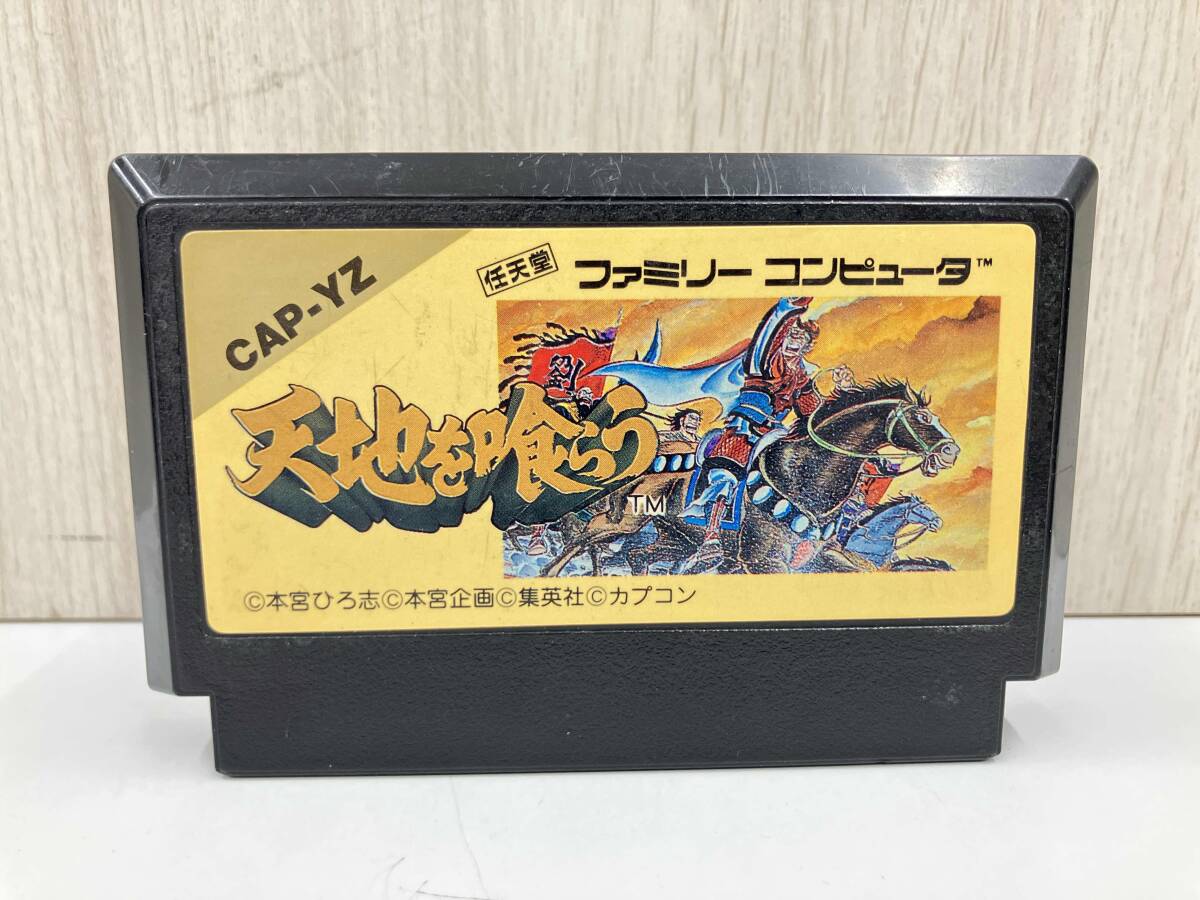 CAP-YZ
任天堂 ファミリー コンピュータ™
劉
天地を喰らう
TM
©本宮ひろ志©本宮企画©集英社©カプコン